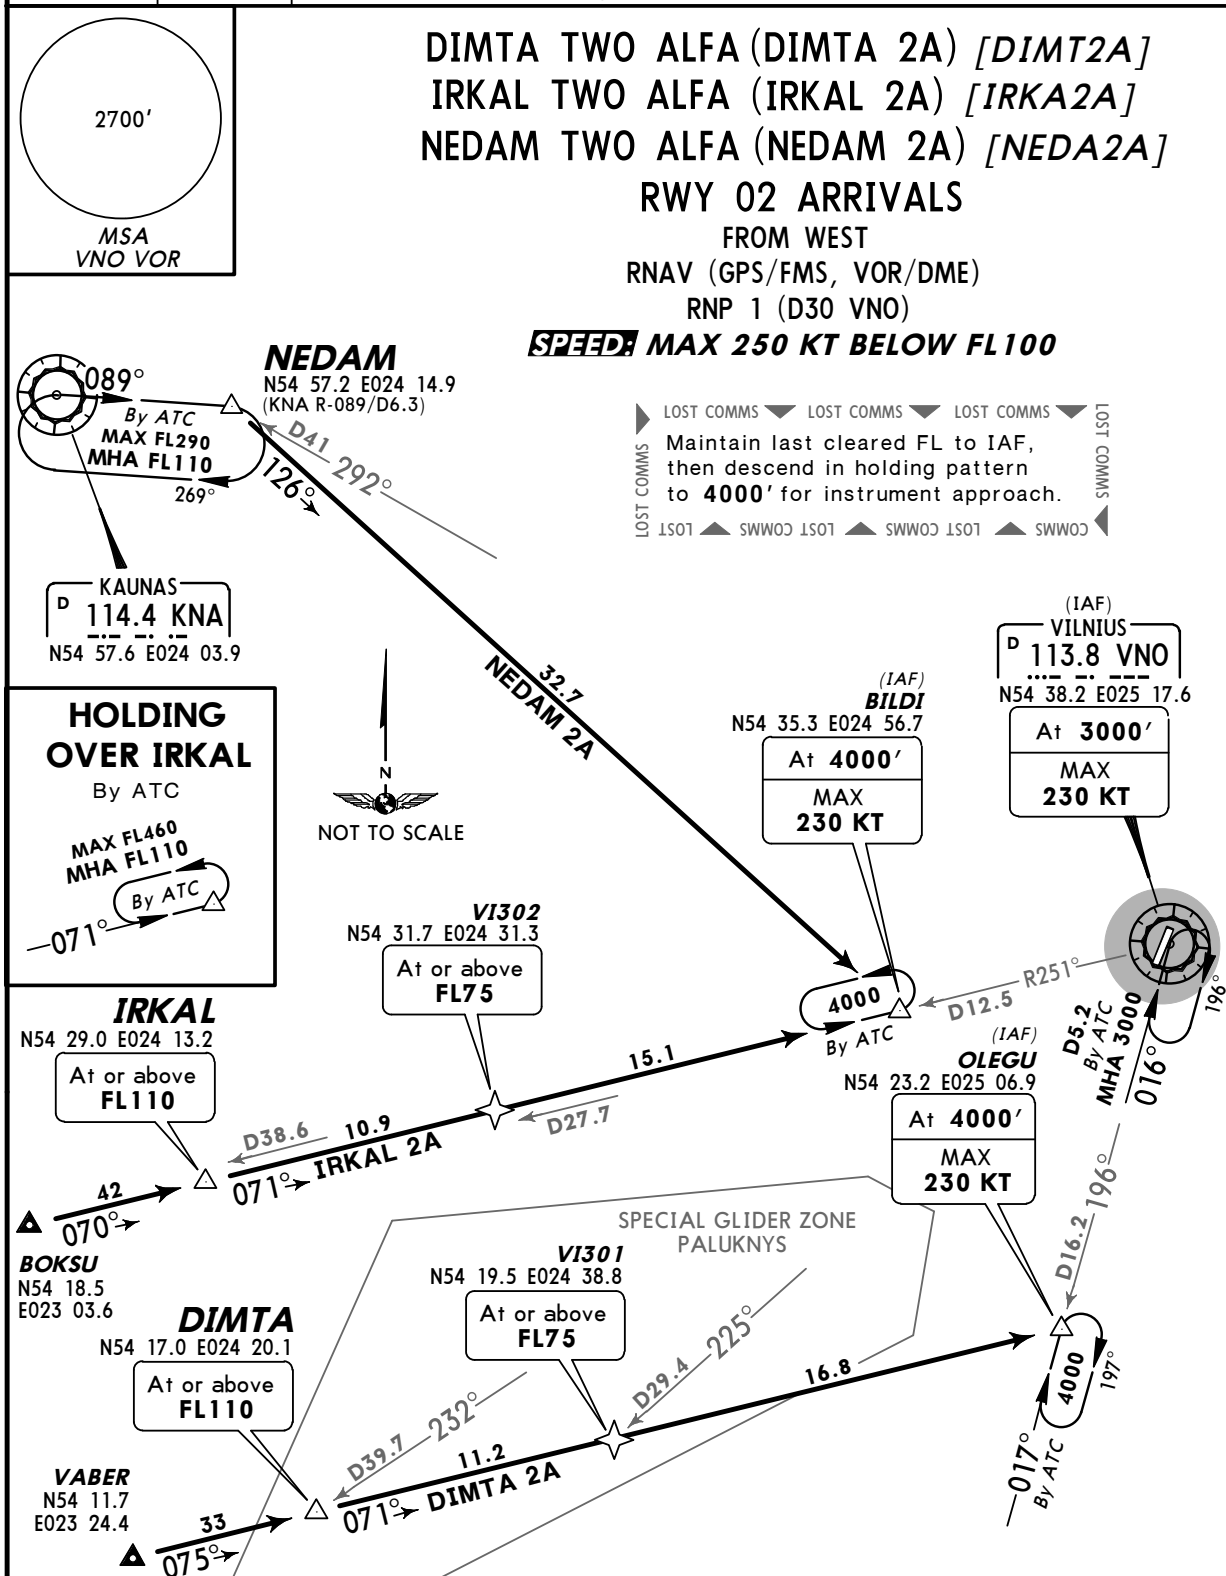 2700'
MSA
VNO VOR
DIMTA TWO ALFA (DIMTA 2A) [DIMT2A]
IRKAL TWO ALFA (IRKAL 2A) [IRKA2A]
NEDAM TWO ALFA (NEDAM 2A) [NEDA2A]
RWY 02 ARRIVALS
FROM WEST
RNAV (GPS/FMS, VOR/DME)
RNP 1 (D30 VNO)
SPEED: MAX 250 KT BELOW FL100
NEDAM
N54 57.2 E024 14.9
(KNA R-089/D6.3)
089°
By ATC
MAX FL290
MHA FL110
269°
D41
292°
126°
LOST COMMS LOST COMMS LOST COMMS
LOST COMMS
LOST COMMS
Maintain last cleared FL to IAF,
then descend in holding pattern
to 4000' for instrument approach.
LOST COMMS LOST COMMS LOST COMMS
KAUNAS
D 114.4 KNA
N54 57.6 E024 03.9
(IAF)
VILNIUS
D 113.8 VNO
N54 38.2 E025 17.6
At 3000'
MAX
230 KT
32.7
NEDAM 2A
(IAF)
BILDI
N54 35.3 E024 56.7
At 4000'
MAX
230 KT
HOLDING
OVER IRKAL
By ATC
MAX FL460
MHA FL110
By ATC
071°
N
NOT TO SCALE
VI302
N54 31.7 E024 31.3
At or above
FL75
4000
By ATC
D12.5
R251°
196°
D5.2
By ATC
MHA 3000
016°
IRKAL
N54 29.0 E024 13.2
At or above
FL110
15.1
(IAF)
OLEGU
N54 23.2 E025 06.9
At 4000'
MAX
230 KT
D38.6
10.9
D27.7
071°
IRKAL 2A
42
070°
BOKSU
N54 18.5
E023 03.6
196°
D16.2
SPECIAL GLIDER ZONE
PALUKNYS
VI301
N54 19.5 E024 38.8
At or above
FL75
DIMTA
N54 17.0 E024 20.1
At or above
FL110
225°
D29.4
16.8
4000
197°
017°
By ATC
232°
D39.7
11.2
071°
DIMTA 2A
VABER
N54 11.7
E023 24.4
33
075°